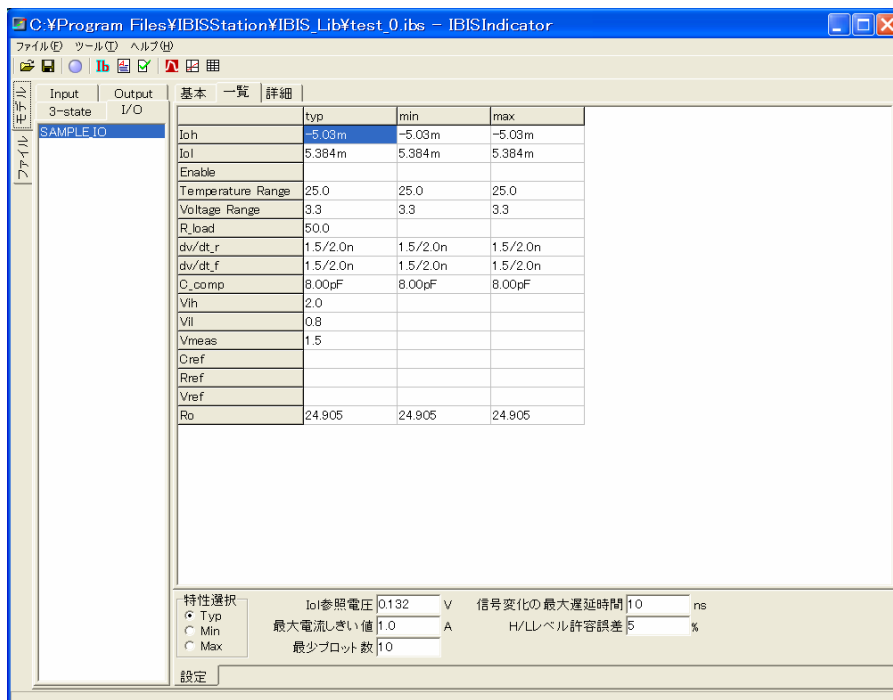 C:¥Program Files¥IBISStation¥IBIS_Lib¥test_0.ibs - IBISIndicator
ファイル(F) ツール(T) ヘルプ(H)
Ib
モデル
ファイル
Input Output
3-state I/O
SAMPLE_IO
基本 一覧 詳細
typ min max
Ioh -5.03m -5.03m -5.03m
Iol 5.384m 5.384m 5.384m
Enable
Temperature Range 25.0 25.0 25.0
Voltage Range 3.3 3.3 3.3
R_load 50.0
dv/dt_r 1.5/2.0n 1.5/2.0n 1.5/2.0n
dv/dt_f 1.5/2.0n 1.5/2.0n 1.5/2.0n
C_comp 8.00pF 8.00pF 8.00pF
Vih 2.0
Vil 0.8
Vmeas 1.5
Cref
Rref
Vref
Ro 24.905 24.905 24.905
特性選択
Typ
Min
Max
Iol参照電圧 0.132 V 信号変化の最大遅延時間 10 ns
最大電流しきい値 1.0 A H/Lレベル許容誤差 5 %
最少プロット数 10
設定